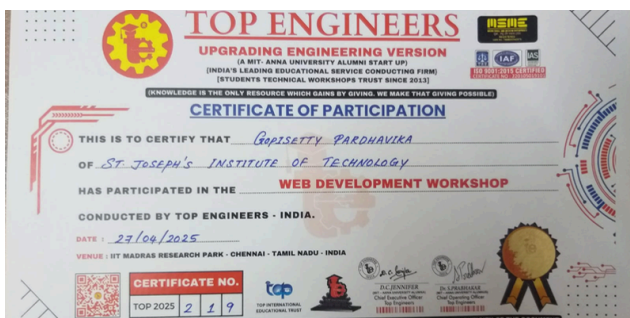 TOP ENGINEERS
UPGRADING ENGINEERING VERSION
(A MIT- ANNA UNIVERSITY ALUMNI START UP)
[INDIA'S LEADING EDUCATIONAL SERVICE CONDUCTING FIRM]
[STUDENTS TECHNICAL WORKSHOPS TRUST SINCE 2013]
MSME
IAF
IAS
ISO 9001:2015 CERTIFIED
(KNOWLEDGE IS THE ONLY RESOURCE WHICH GAINS BY GIVING. WE MAKE THAT GIVING POSSIBLE)
CERTIFICATE OF PARTICIPATION
THIS IS TO CERTIFY THAT GOPISETTY PARDHAVIKA
OF ST. JOSEPH'S INSTITUTE OF TECHNOLOGY
HAS PARTICIPATED IN THE WEB DEVELOPMENT WORKSHOP
CONDUCTED BY TOP ENGINEERS - INDIA.
DATE : 27/04/2025
VENUE : IIT MADRAS RESEARCH PARK - CHENNAI - TAMIL NADU - INDIA
CERTIFICATE NO.
TOP 2025 2 1 9
top
TOP INTERNATIONAL
EDUCATIONAL TRUST
D.C.JENNIFER
Chief Executive Officer
Top Engineers
Dr.S.PRABHAKAR
Chief Operating Officer
Top Engineers